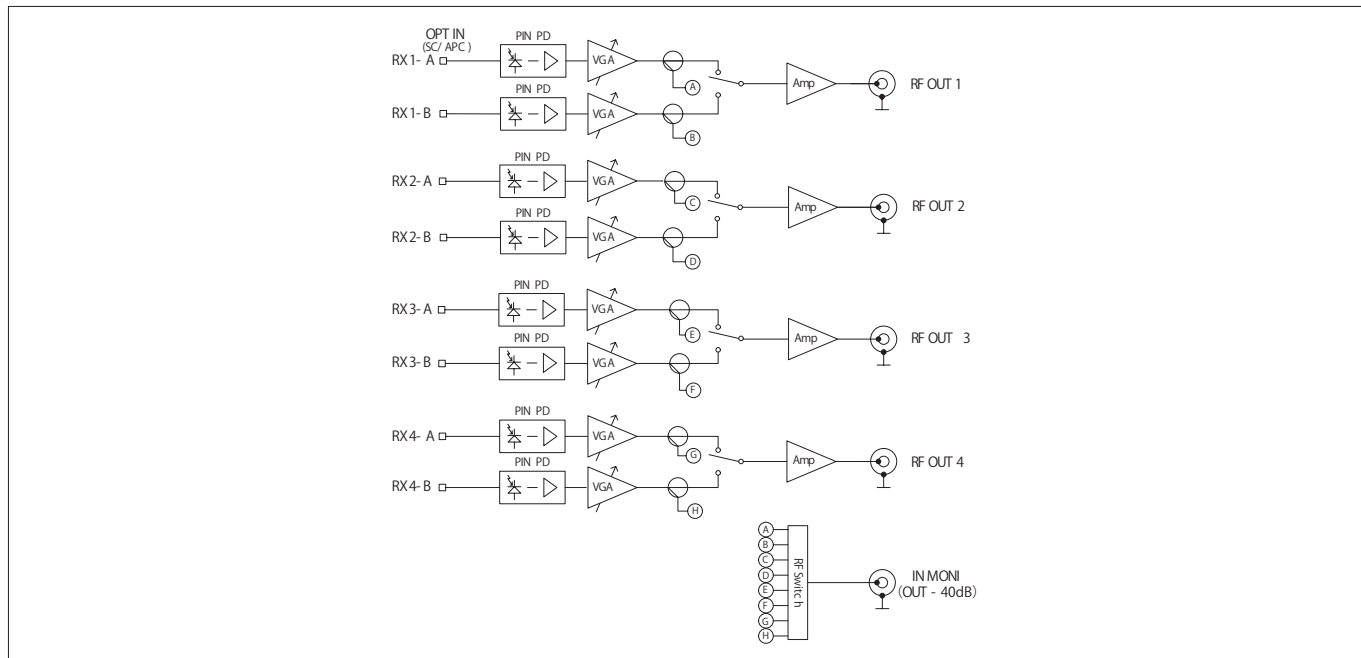 OPT IN
(SC/ APC )
PIN PD
RX1- A
VGA
A
Amp
RF OUT 1
PIN PD
RX1- B
VGA
B
PIN PD
RX2- A
VGA
C
Amp
RF OUT 2
PIN PD
RX2- B
VGA
D
PIN PD
RX3- A
VGA
E
Amp
RF OUT 3
PIN PD
RX3- B
VGA
F
PIN PD
RX4- A
VGA
G
Amp
RF OUT 4
PIN PD
RX4- B
VGA
H
A
B
C
D
E
F
G
H
RF Switch
IN MONI
(OUT - 40dB)